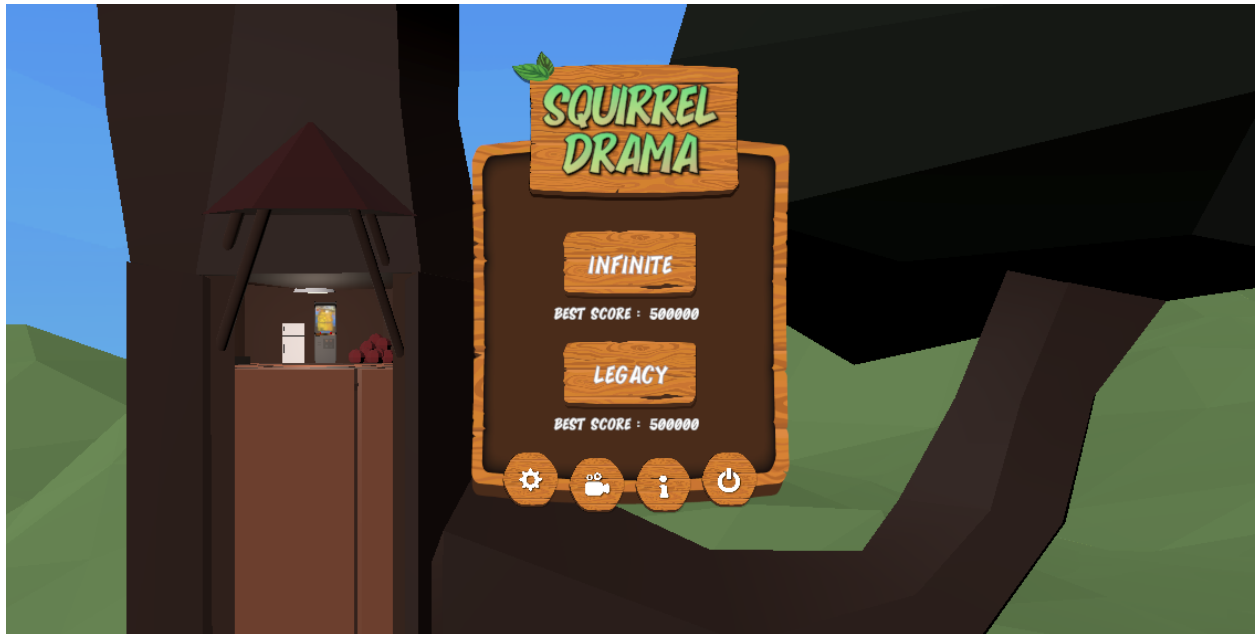 SQUIRREL
DRAMA
INFINITE
BEST SCORE : 500000
LEGACY
BEST SCORE : 500000